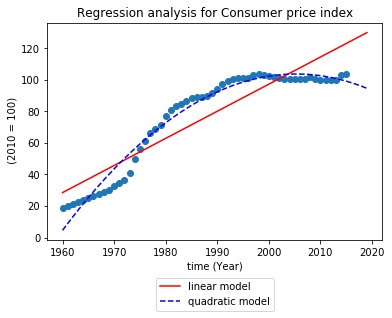 Regression analysis for Consumer price index
120
100
80
60
40
20
0
(2010 = 100)
1960 1970 1980 1990 2000 2010 2020
time (Year)
linear model
quadratic model